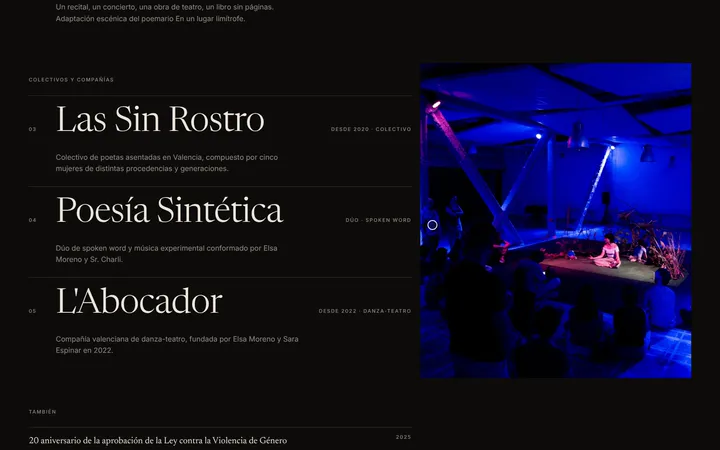 Un recital, un concierto, una obra de teatro, un libro sin páginas.
Adaptación escénica del poemario En un lugar limítrofe.
COLECTIVOS Y COMPAÑÍAS
03
Las Sin Rostro
DESDE 2020 · COLECTIVO
Colectivo de poetas asentadas en Valencia, compuesto por cinco
mujeres de distintas procedencias y generaciones.
04
Poesía Sintética
DÚO · SPOKEN WORD
Dúo de spoken word y música experimental conformado por Elsa
Moreno y Sr. Charli.
05
L'Abocador
DESDE 2022 · DANZA-TEATRO
Compañía valenciana de danza-teatro, fundada por Elsa Moreno y Sara
Espinar en 2022.
TAMBIÉN
20 aniversario de la aprobación de la Ley contra la Violencia de Género
2025